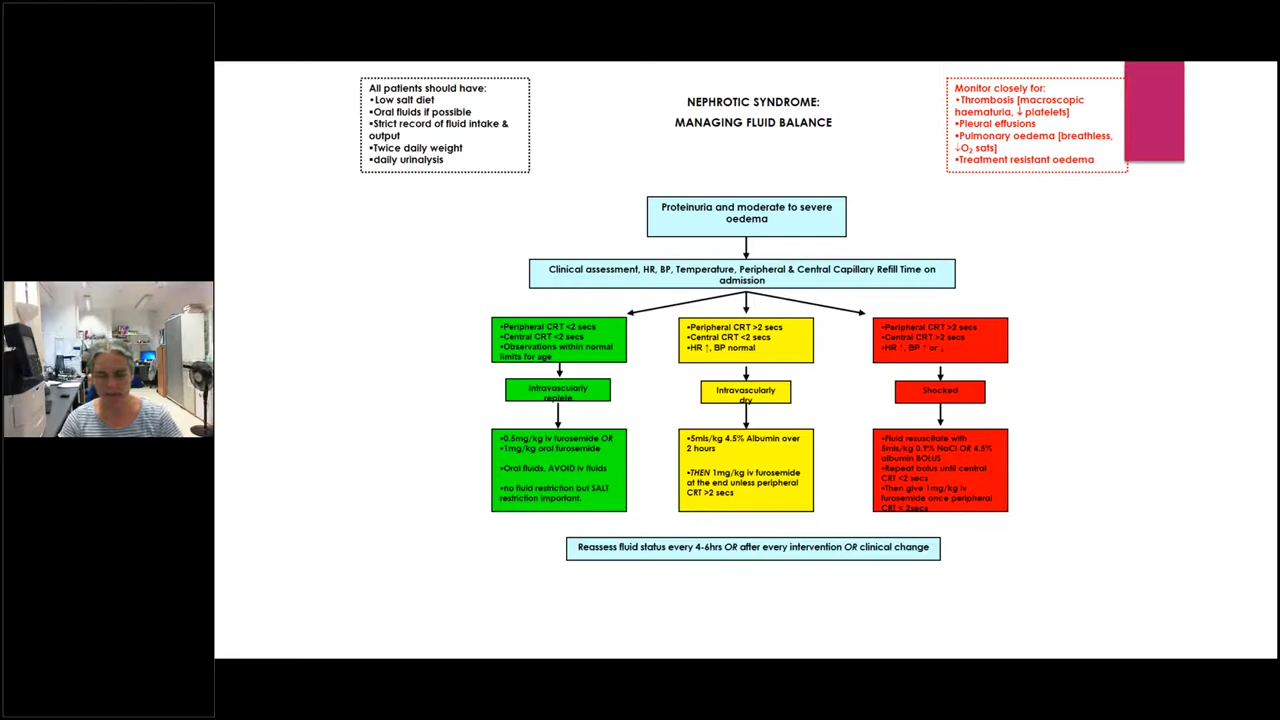 All patients should have:
•Low salt diet
•Oral fluids if possible
•Strict record of fluid intake &
output
•Twice daily weight
•daily urinalysis
NEPHROTIC SYNDROME:
MANAGING FLUID BALANCE
Monitor closely for:
•Thrombosis [macroscopic
haematuria, ↓ platelets]
•Pleural effusions
•Pulmonary oedema [breathless,
↓O₂ sats]
•Treatment resistant oedema
Proteinuria and moderate to severe
oedema
Clinical assessment, HR, BP, Temperature, Peripheral & Central Capillary Refill Time on
admission
•Peripheral CRT <2 secs
•Central CRT <2 secs
•Observations within normal
limits for age
Intravascularly
replete
•0.5mg/kg iv furosemide OR
•1mg/kg oral furosemide
•Oral fluids, AVOID iv fluids
•no fluid restriction but SALT
restriction important.
•Peripheral CRT >2 secs
•Central CRT <2 secs
•HR ↑, BP normal
Intravascularly
dry
•5mls/kg 4.5% Albumin over
2 hours
•THEN 1mg/kg iv furosemide
at the end unless peripheral
CRT >2 secs
•Peripheral CRT >2 secs
•Central CRT >2 secs
•HR ↑, BP ↑ or ↓
Shocked
•Fluid resuscitate with
5mls/kg 0.9% NaCl OR 4.5%
albumin BOLUS
•Repeat bolus until central
CRT <2 secs
•Then give 1mg/kg iv
furosemide once peripheral
CRT < 2secs
Reassess fluid status every 4-6hrs OR after every intervention OR clinical change